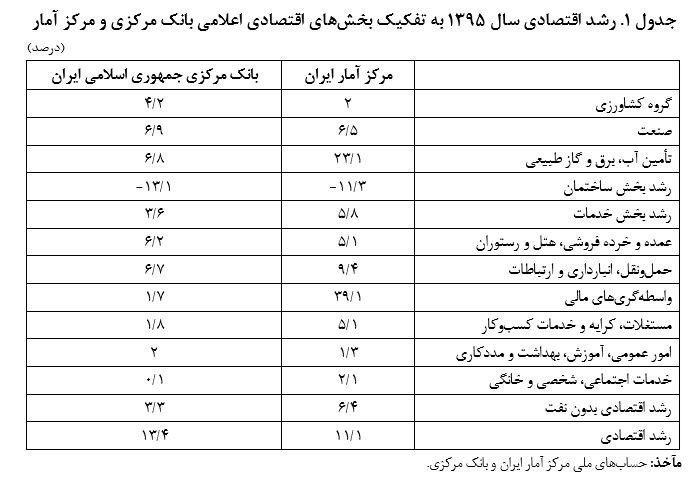 جدول ۱. رشد اقتصادی سال ۱۳۹۵ به تفکیک بخش‌های اقتصادی اعلامی بانک مرکزی و مرکز آمار
(درصد)
مرکز آمار ایران بانک مرکزی جمهوری اسلامی ایران
گروه کشاورزی ۲ ۴/۲
صنعت ۶/۵ ۶/۹
تأمین آب، برق و گاز طبیعی ۲۳/۱ ۶/۸
رشد بخش ساختمان -۱۱/۳ -۱۳/۱
رشد بخش خدمات ۵/۸ ۳/۶
عمده و خرده فروشی، هتل و رستوران ۵/۱ ۶/۲
حمل‌ونقل، انبارداری و ارتباطات ۹/۴ ۶/۷
واسطه‌گری‌های مالی ۳۹/۱ ۱/۷
مستغلات، کرایه و خدمات کسب‌وکار ۵/۱ ۱/۸
امور عمومی، آموزش، بهداشت و مددکاری ۱/۳ ۲
خدمات اجتماعی، شخصی و خانگی ۲/۱ ۰/۱
رشد اقتصادی بدون نفت ۶/۴ ۳/۳
رشد اقتصادی ۱۱/۱ ۱۳/۴
مآخذ: حساب‌های ملی مرکز آمار ایران و بانک مرکزی.